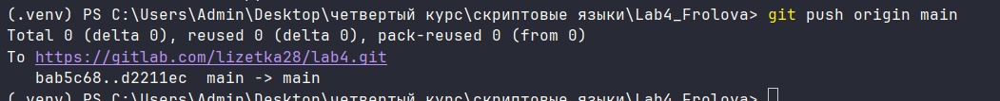 (.venv) PS C:\Users\Admin\Desktop\четвертый курс\скриптовые языки\Lab4_Frolova> git push origin main
Total 0 (delta 0), reused 0 (delta 0), pack-reused 0 (from 0)
To https://gitlab.com/lizetka28/lab4.git
   bab5c68..d2211ec  main -> main
(.venv) PS C:\Users\Admin\Desktop\четвертый курс\скриптовые языки\Lab4_Frolova>